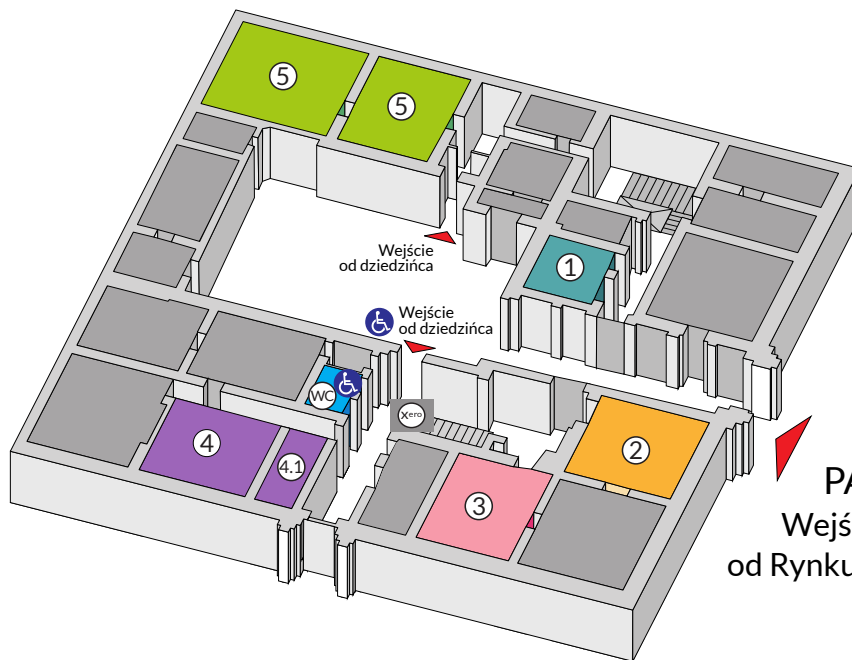 5
5
Wejście
od dziedzińca
1
Wejście
od dziedzińca
WC
xero
4
4.1
2
3
PA
Wejś
od Rynku